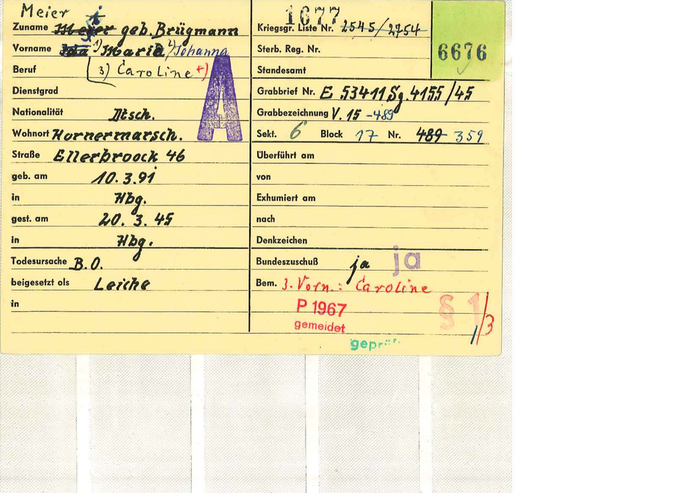 Meier 1677
Zuname Meyer geb. Brügmann Kriegsgr. Liste Nr. 2545/2754
Vorname 1) Maria, 2) Johanna Sterb. Reg. Nr. 6676
Beruf 3) Caroline +) Standesamt
Dienstgrad Grabbrief Nr. E 53411 Sg. 4155/45
Nationalität Dtsch. Grabbezeichnung V. 15 -489
Wohnort Hornermarsch. Sekt. 6 Block 17 Nr. 489 359
Straße Ellerbroock 46 Überführt am
geb. am 10.3.91 von
in Hbg. Exhumiert am
gest. am 20.3.45 nach
in Hbg. Denkzeichen
Todesursache B.O. Bundeszuschuß ja ja
beigesetzt als Leiche Bem. 3. Vorn.: Caroline
in P 1967 § 1/3
gemeldet
geprüft
A